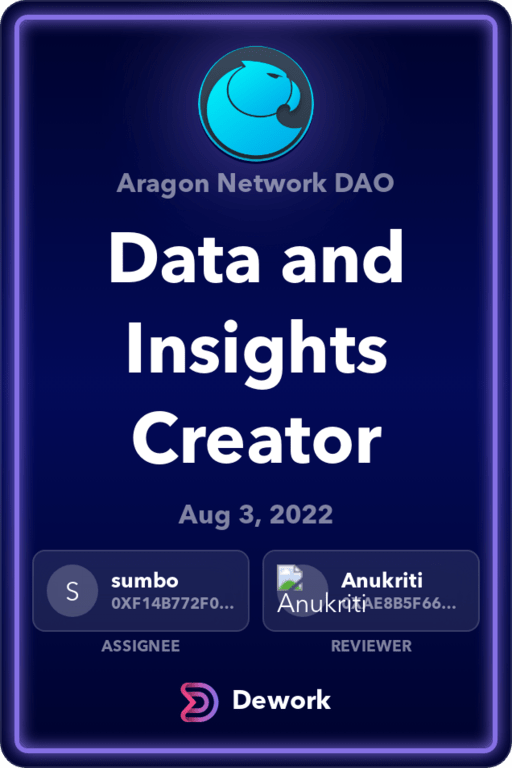 Aragon Network DAO
Data and
Insights
Creator
Aug 3, 2022
S
sumbo
0XF14B772F0...
Anukriti
Anukriti
AE8B5F66...
ASSIGNEE
REVIEWER
Dework